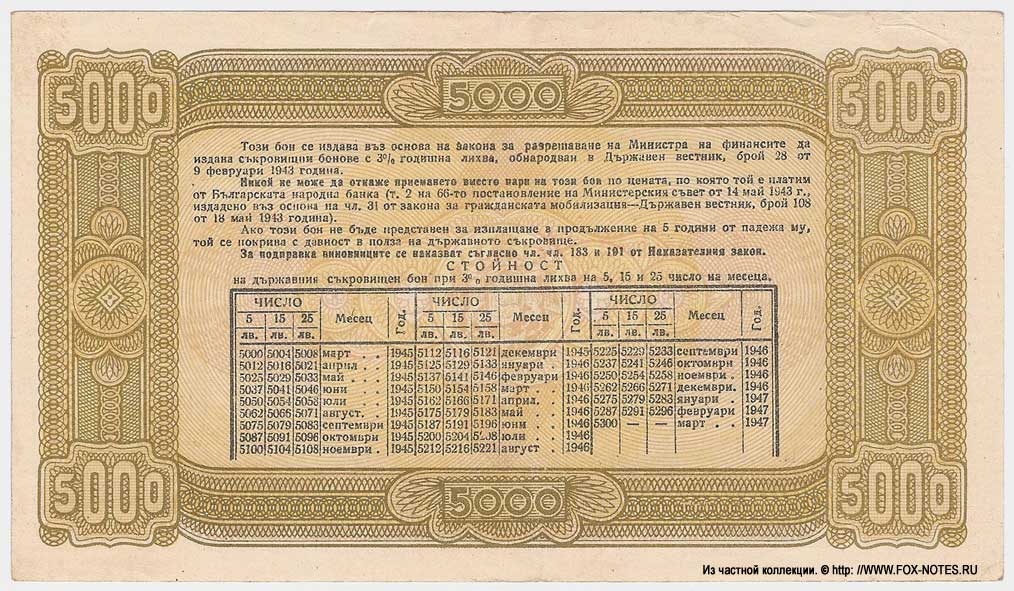 5000 5000 5000
Този бон се издава въз основа на Закона за разрешаване на Министра на финансите да
издава съкровищни бонове с 3% годишна лихва, обнародван в Държавен вестник, брой 28 от
9 февруари 1943 година.
Никой не може да откаже приемането вместо пари на този бон по цената, по която той е платим
от Българската народна банка (т. 2 на 66-то постановление на Министерския съвет от 14 май 1943 г.,
издадено въз основа на чл. 31 от закона за гражданската мобилизация—Държавен вестник, брой 108
от 18 май 1943 година).
Ако този бон не бъде представен за изплащане в продължение на 5 години от падежа му,
той се покрива с давност в полза на държавното съкровище.
За подправка виновниците се наказват съгласно чл. чл. 183 и 191 от Наказателния закон.
СТОЙНОСТ
на държавния съкровищен бон при 3% годишна лихва на 5, 15 и 25 число на месеца.
ЧИСЛО Месец Год. ЧИСЛО Месец Год. ЧИСЛО Месец Год.
5 15 25 5 15 25 5 15 25
лв. лв. лв. лв. лв. лв. лв. лв. лв.
5000 5004 5008 март . . 1945 5112 5116 5121 декември 1945 5225 5229 5233 септември 1946
5012 5016 5021 април . . 1945 5125 5129 5133 януари . 1946 5237 5241 5246 октомври 1946
5025 5029 5033 май . . . 1945 5137 5141 5146 февруари 1946 5250 5254 5258 ноември . 1946
5037 5041 5046 юни . . . 1945 5150 5154 5158 март . . 1946 5262 5266 5271 декември. 1946
5050 5054 5058 юли . . . 1945 5162 5166 5171 април. . 1946 5275 5279 5283 януари . 1947
5062 5066 5071 август. . 1945 5175 5179 5183 май . . 1946 5287 5291 5296 февруари 1947
5075 5079 5083 септември 1945 5187 5191 5196 юни . . 1946 5300 — — март . . 1947
5087 5091 5096 октомври 1945 5200 5204 5208 юли . . 1946
5100 5104 5108 ноември . 1945 5212 5216 5221 август . 1946
5000 5000 5000
Из частной коллекции. © http: //WWW.FOX-NOTES.RU